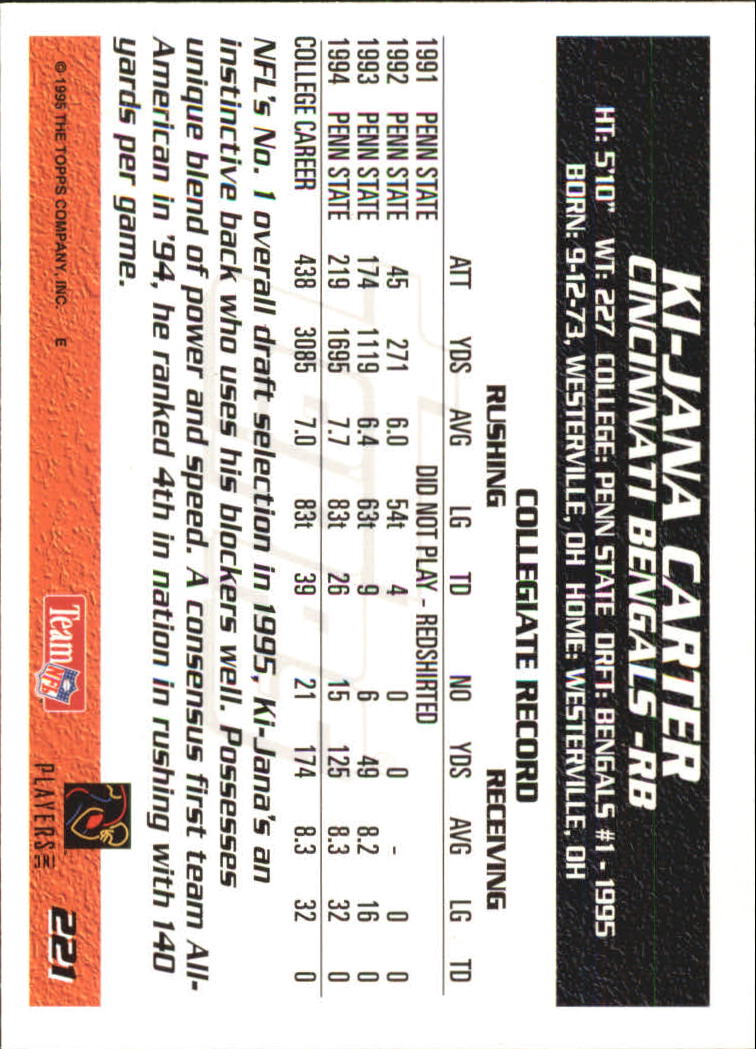 KI-JANA CARTER
CINCINNATI BENGALS - RB
HT: 5'10" WT: 227 COLLEGE: PENN STATE DRFT: BENGALS #1 - 1995
BORN: 9-12-73, WESTERVILLE, OH HOME: WESTERVILLE, OH
COLLEGIATE RECORD
RUSHING RECEIVING
ATT YDS AVG LG TD NO YDS AVG LG TD
1991 PENN STATE DID NOT PLAY - REDSHIRTED
1992 PENN STATE 45 271 6.0 54t 4 0 0 - 0 0
1993 PENN STATE 174 1119 6.4 63t 9 6 49 8.2 16 0
1994 PENN STATE 219 1695 7.7 83t 26 15 125 8.3 32 0
COLLEGE CAREER 438 3085 7.0 83t 39 21 174 8.3 32 0
NFL's No. 1 overall draft selection in 1995, Ki-Jana's an
instinctive back who uses his blockers well. Possesses
unique blend of power and speed. A consensus first team All-
American in '94, he ranked 4th in nation in rushing with 140
yards per game.
© 1995 THE TOPPS COMPANY, INC. E
Team NFL
PLAYERS INC
221